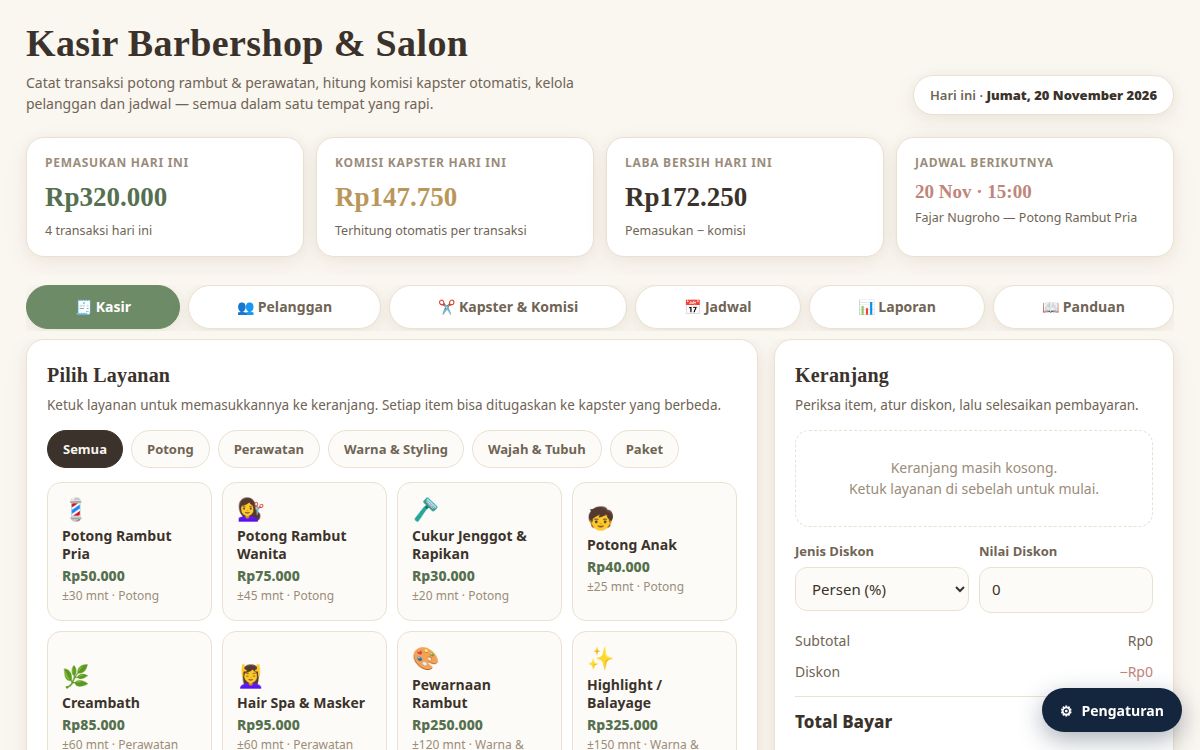 Kasir Barbershop & Salon
Catat transaksi potong rambut & perawatan, hitung komisi kapster otomatis, kelola
pelanggan dan jadwal — semua dalam satu tempat yang rapi.
Hari ini · Jumat, 20 November 2026
PEMASUKAN HARI INI
Rp320.000
4 transaksi hari ini
KOMISI KAPSTER HARI INI
Rp147.750
Terhitung otomatis per transaksi
LABA BERSIH HARI INI
Rp172.250
Pemasukan − komisi
JADWAL BERIKUTNYA
20 Nov · 15:00
Fajar Nugroho — Potong Rambut Pria
Kasir
Pelanggan
Kapster & Komisi
Jadwal
Laporan
Panduan
Pilih Layanan
Ketuk layanan untuk memasukkannya ke keranjang. Setiap item bisa ditugaskan ke kapster yang berbeda.
Semua
Potong
Perawatan
Warna & Styling
Wajah & Tubuh
Paket
Potong Rambut
Pria
Rp50.000
±30 mnt · Potong
Potong Rambut
Wanita
Rp75.000
±45 mnt · Potong
Cukur Jenggot &
Rapikan
Rp30.000
±20 mnt · Potong
Potong Anak
Rp40.000
±25 mnt · Potong
Creambath
Rp85.000
±60 mnt · Perawatan
Hair Spa & Masker
Rp95.000
±60 mnt · Perawatan
Pewarnaan
Rambut
Rp250.000
±120 mnt · Warna &
Highlight /
Balayage
Rp325.000
±150 mnt · Warna &
Keranjang
Periksa item, atur diskon, lalu selesaikan pembayaran.
Keranjang masih kosong.
Ketuk layanan di sebelah untuk mulai.
Jenis Diskon
Nilai Diskon
Persen (%)
0
Subtotal
Rp0
Diskon
−Rp0
Total Bayar
Pengaturan